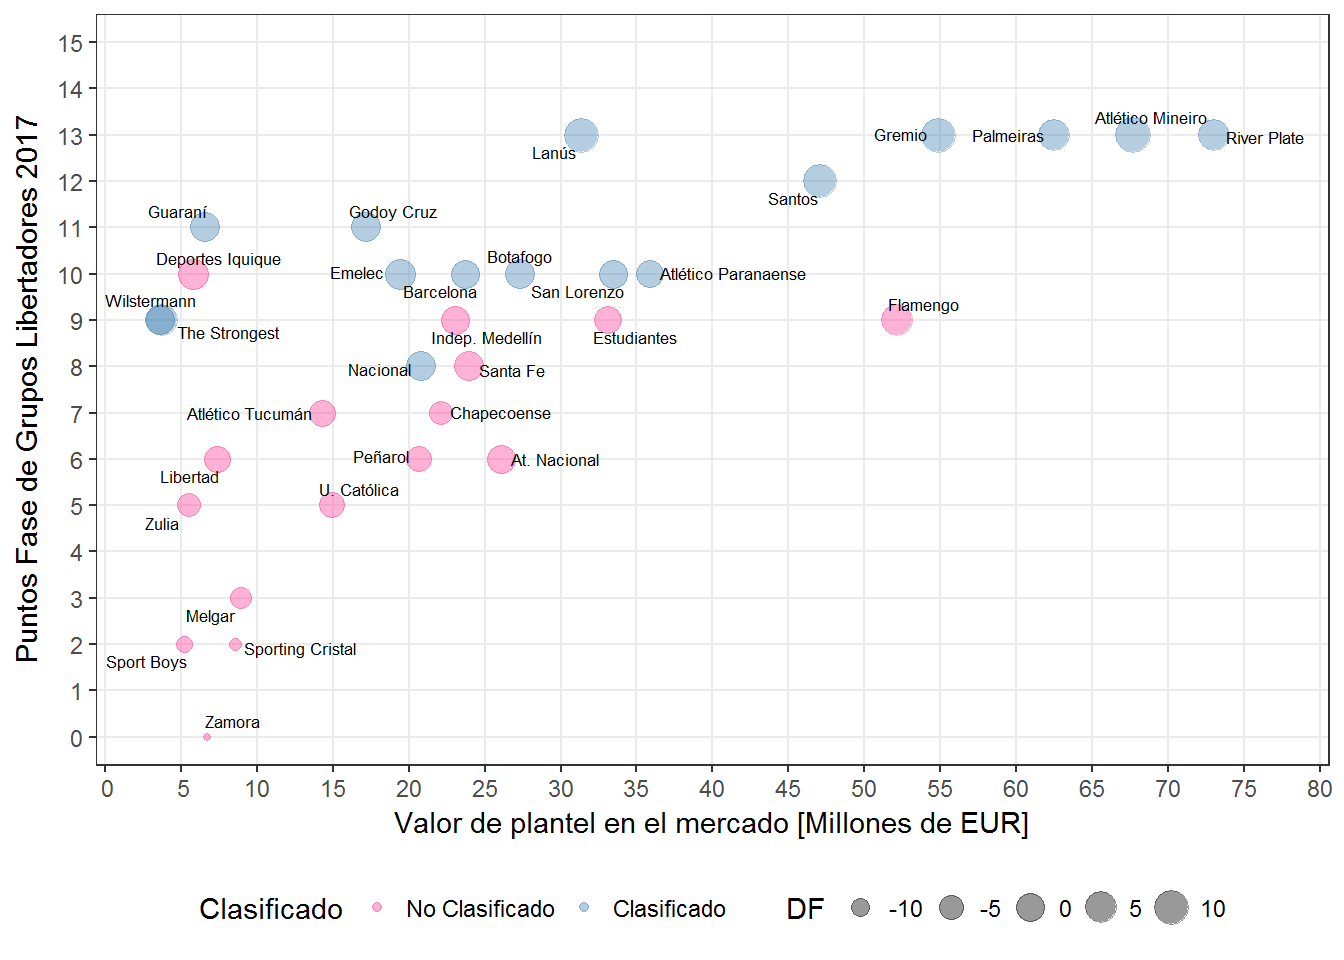 Puntos Fase de Grupos Libertadores 2017
15
14
13
12
11
10
9
8
7
6
5
4
3
2
1
0
Atlético Mineiro
Gremio
Palmeiras
River Plate
Lanús
Santos
Guaraní
Godoy Cruz
Botafogo
Deportes Iquique
Emelec
Atlético Paranaense
Barcelona
San Lorenzo
Wilstermann
Flamengo
The Strongest
Indep. Medellín
Estudiantes
Nacional
Santa Fe
Atlético Tucumán
Chapecoense
Peñarol
At. Nacional
Libertad
U. Católica
Zulia
Melgar
Sporting Cristal
Sport Boys
Zamora
0 5 10 15 20 25 30 35 40 45 50 55 60 65 70 75 80
Valor de plantel en el mercado [Millones de EUR]
Clasificado No Clasificado Clasificado DF -10 -5 0 5 10